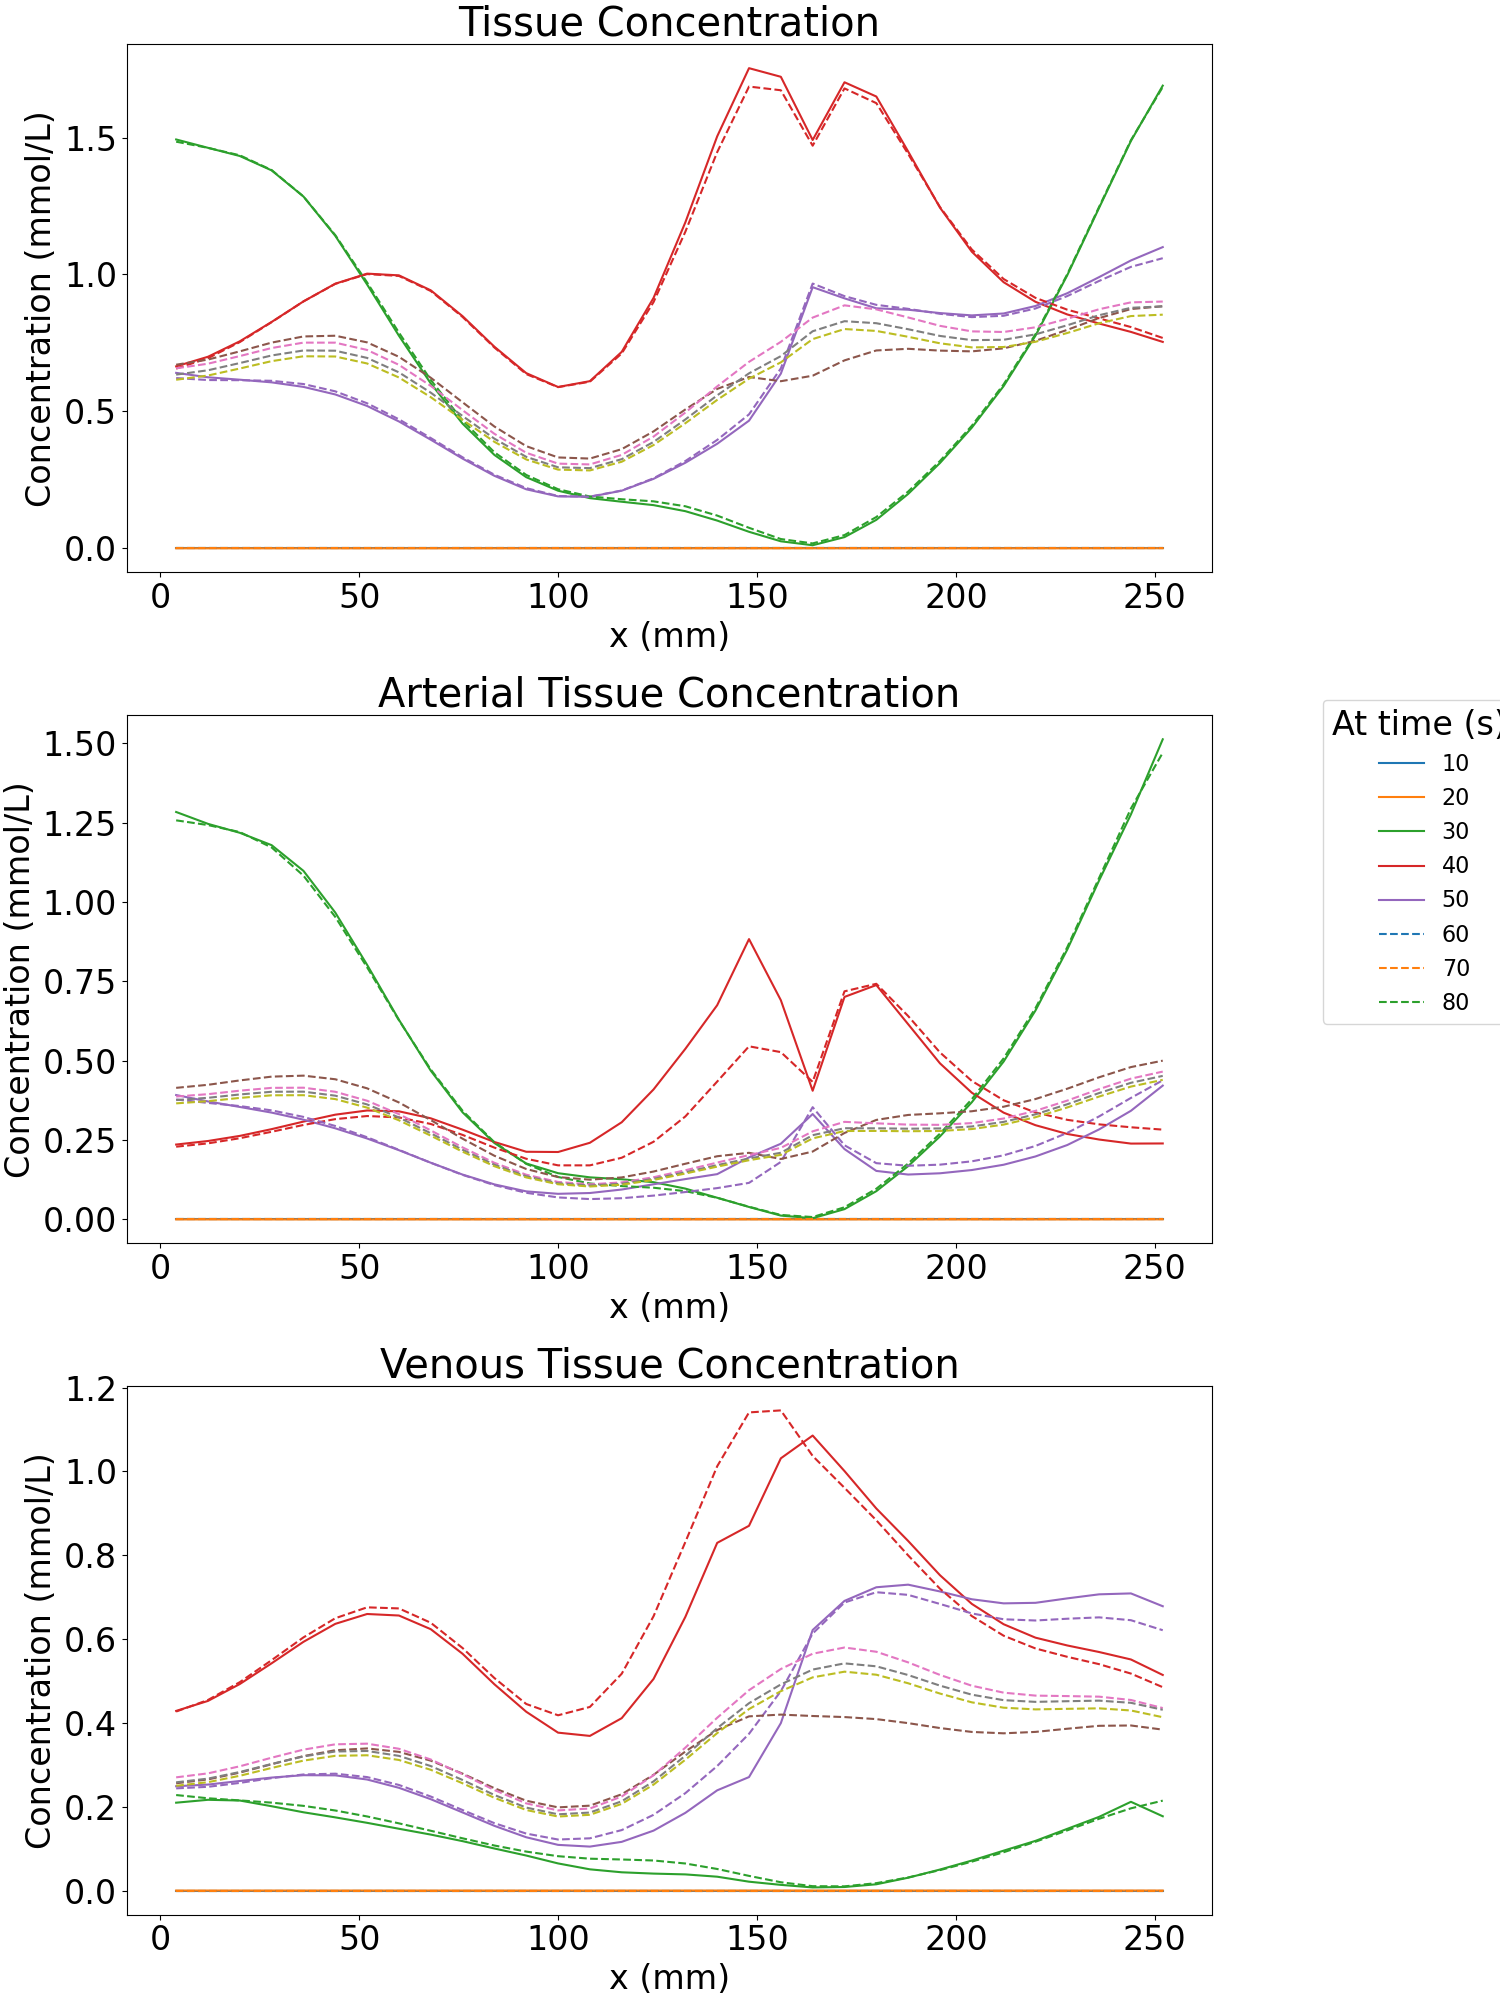 Tissue Concentration
Concentration (mmol/L)
1.5
1.0
0.5
0.0
0 50 100 150 200 250
x (mm)
Arterial Tissue Concentration
Concentration (mmol/L)
1.50
1.25
1.00
0.75
0.50
0.25
0.00
0 50 100 150 200 250
x (mm)
At time (s)
10
20
30
40
50
60
70
80
Venous Tissue Concentration
Concentration (mmol/L)
1.2
1.0
0.8
0.6
0.4
0.2
0.0
0 50 100 150 200 250
x (mm)